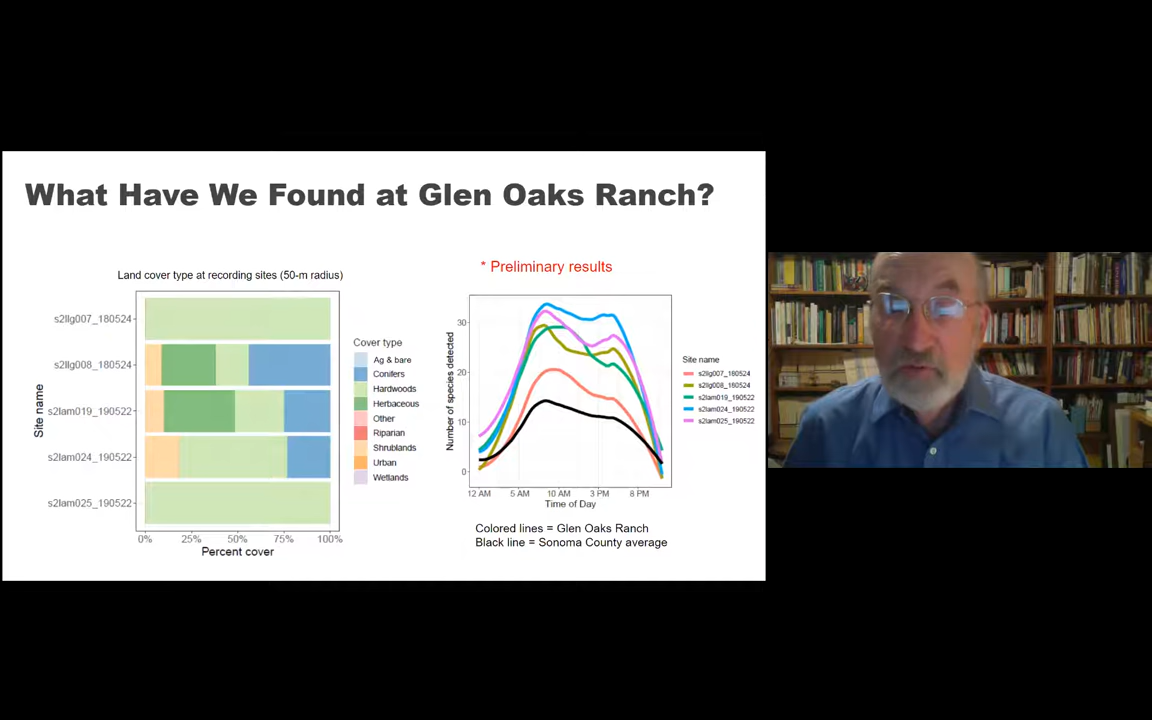 What Have We Found at Glen Oaks Ranch?
Land cover type at recording sites (50-m radius)
Site name
s2llg007_180524
s2llg008_180524
s2lam019_190522
s2lam024_190522
s2lam025_190522
0% 25% 50% 75% 100%
Percent cover
Cover type
Ag & bare
Conifers
Hardwoods
Herbaceous
Other
Riparian
Shrublands
Urban
Wetlands
* Preliminary results
Number of species detected
30
20
10
0
12 AM 5 AM 10 AM 3 PM 8 PM
Time of Day
Site name
s2llg007_180524
s2llg008_180524
s2lam019_190522
s2lam024_190522
s2lam025_190522
Colored lines = Glen Oaks Ranch
Black line = Sonoma County average